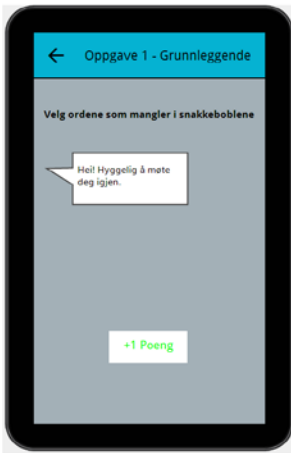 Oppgave 1 - Grunnleggende
Velg ordene som mangler i snakkeboblene
Hei! Hyggelig å møte
deg igjen.
+1 Poeng